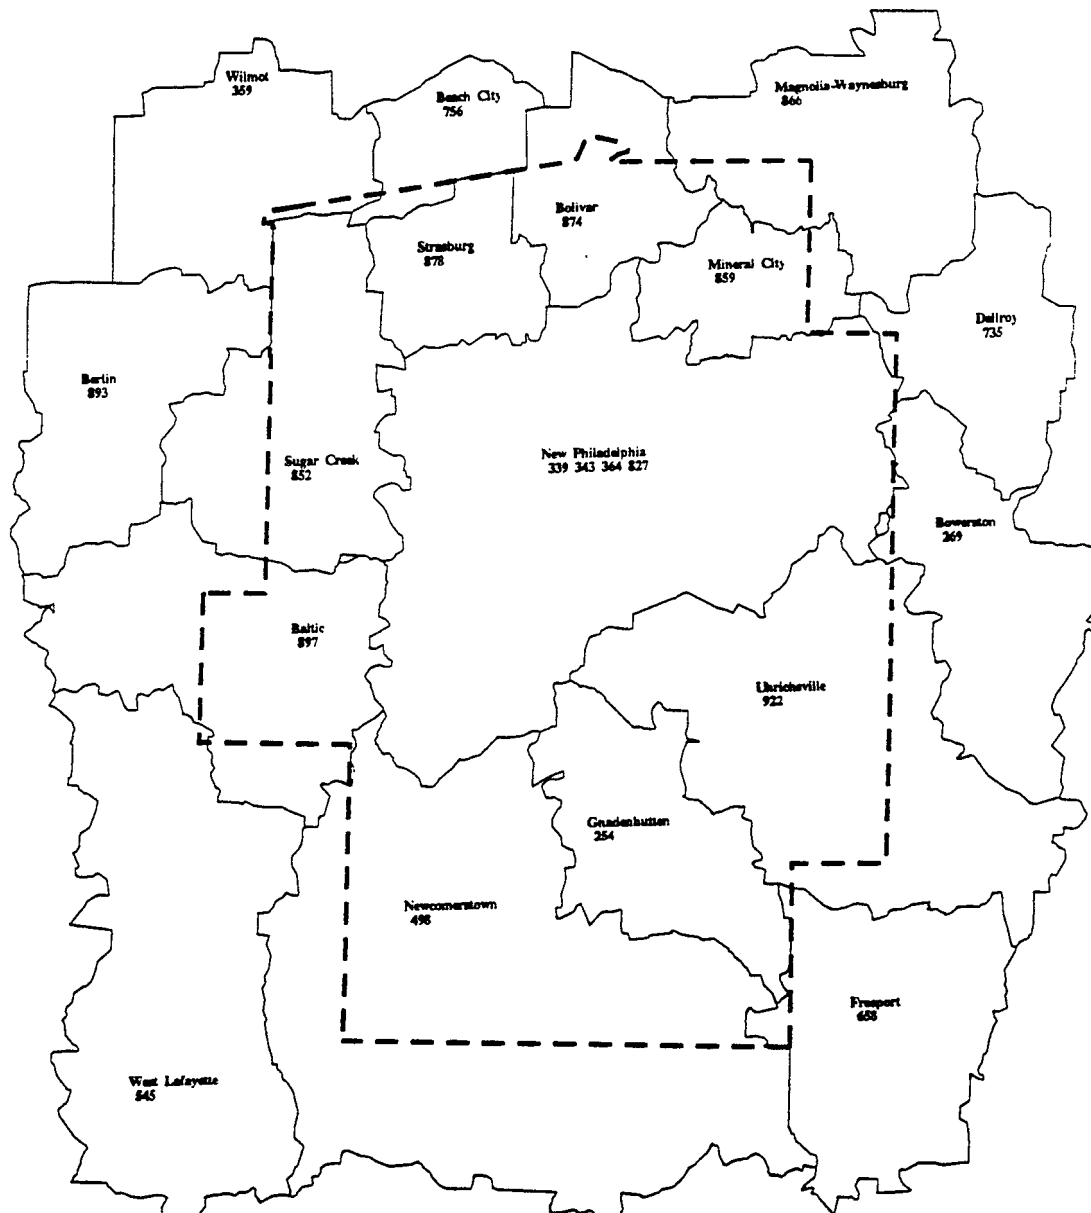 Wilmot
359
Beach City
756
Magnolia-Waynesburg
866
Bolivar
874
Strasburg
878
Mineral City
859
Dellroy
735
Berlin
893
Sugar Creek
852
New Philadelphia
339 343 364 827
Bowerston
269
Baltic
897
Uhrichsville
922
Gnadenhutten
254
Newcomerstown
498
Freeport
658
West Lafayette
545